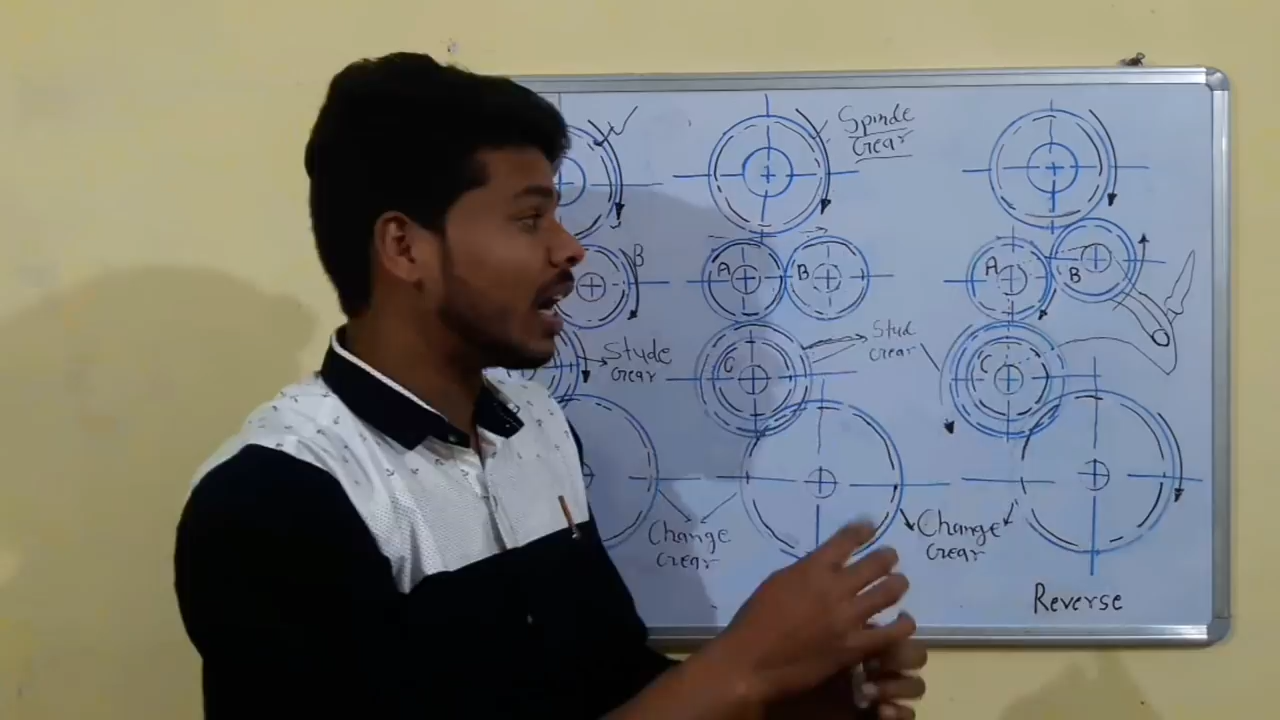 Spinde
Gear
B
A
B
A
B
Stude
Gear
Stud
Gear
C
C
Change
Gear
Change
Gear
Reverse